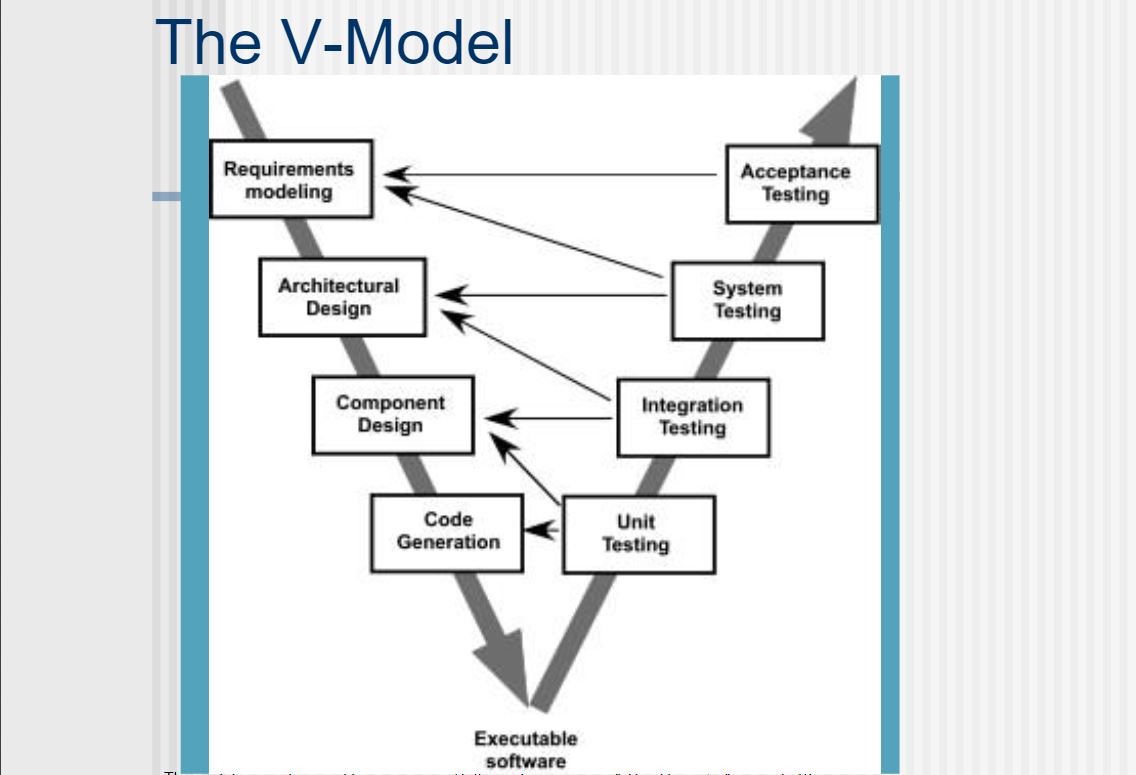 The V-Model
Requirements
modeling
Acceptance
Testing
Architectural
Design
System
Testing
Component
Design
Integration
Testing
Code
Generation
Unit
Testing
Executable
software